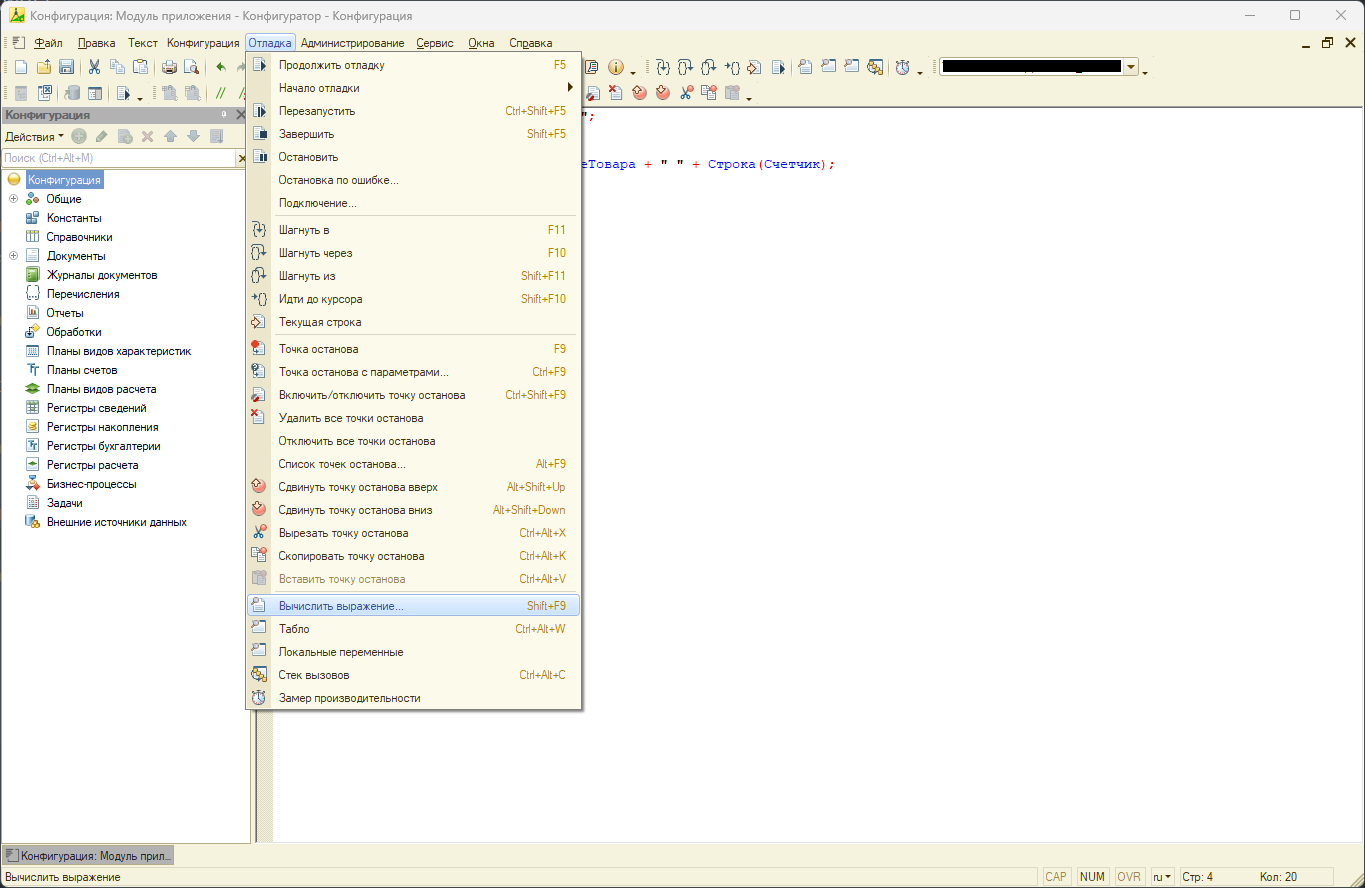 Конфигурация: Модуль приложения - Конфигуратор - Конфигурация
Файл Правка Текст Конфигурация Отладка Администрирование Сервис Окна Справка
Конфигурация
Действия
Поиск (Ctrl+Alt+M)
Конфигурация
Общие
Константы
Справочники
Документы
Журналы документов
Перечисления
Отчеты
Обработки
Планы видов характеристик
Планы счетов
Планы видов расчета
Регистры сведений
Регистры накопления
Регистры бухгалтерии
Регистры расчета
Бизнес-процессы
Задачи
Внешние источники данных
Продолжить отладку F5
Начало отладки
Перезапустить Ctrl+Shift+F5
Завершить Shift+F5
Остановить
Остановка по ошибке...
Подключение...
Шагнуть в F11
Шагнуть через F10
Шагнуть из Shift+F11
Идти до курсора Shift+F10
Текущая строка
Точка останова F9
Точка останова с параметрами... Ctrl+F9
Включить/отключить точку останова Ctrl+Shift+F9
Удалить все точки останова
Отключить все точки останова
Список точек останова... Alt+F9
Сдвинуть точку останова вверх Alt+Shift+Up
Сдвинуть точку останова вниз Alt+Shift+Down
Вырезать точку останова Ctrl+Alt+X
Скопировать точку останова Ctrl+Alt+K
Вставить точку останова Ctrl+Alt+V
Вычислить выражение... Shift+F9
Табло Ctrl+Alt+W
Локальные переменные
Стек вызовов Ctrl+Alt+C
Замер производительности
";
еТовара + " " + Строка(Счетчик);
Конфигурация: Модуль прил...
Вычислить выражение CAP NUM OVR ru Стр: 4 Кол: 20